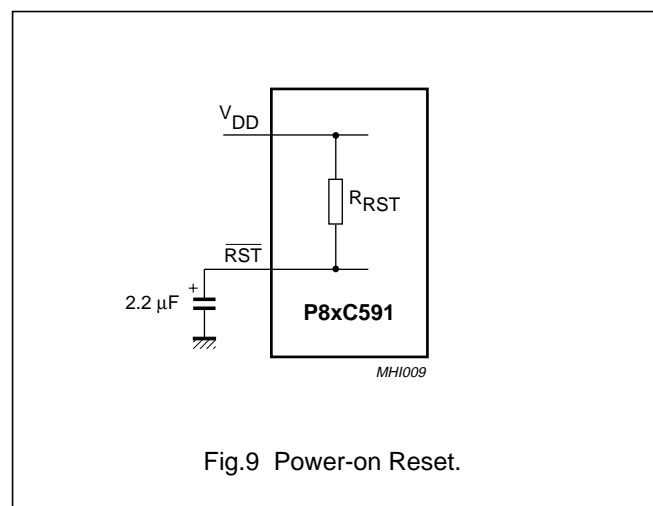 VDD
RRST
RST
2.2 μF
+
P8xC591
MHI009
Fig.9 Power-on Reset.